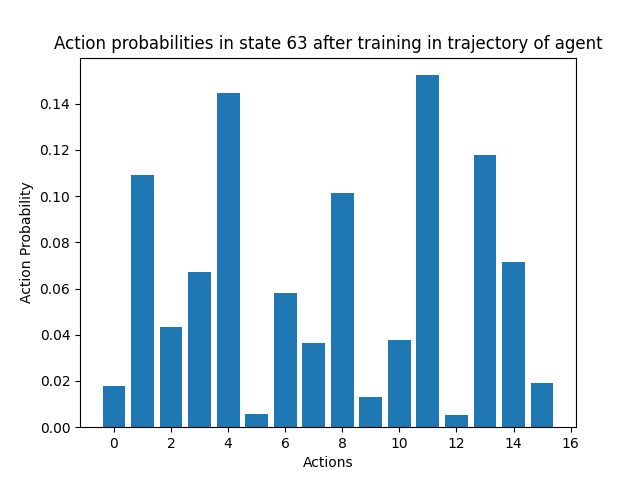 Action probabilities in state 63 after training in trajectory of agent
0.14
0.12
0.10
0.08
0.06
0.04
0.02
0.00
Action Probability
0 2 4 6 8 10 12 14 16
Actions